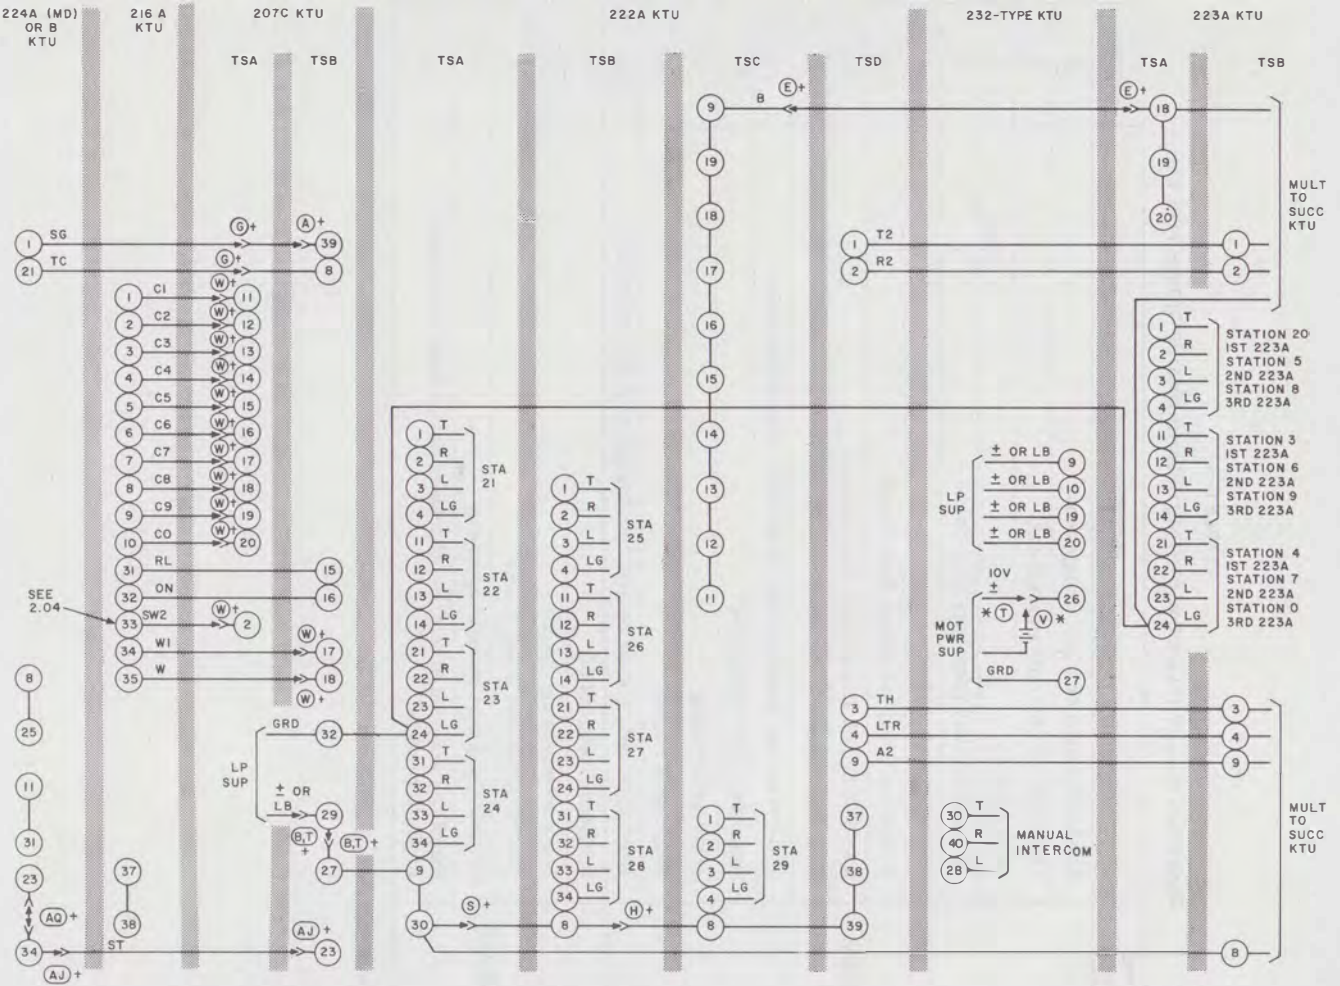 224A (MD)
OR B
KTU
216 A
KTU
207C KTU
222A KTU
232-TYPE KTU
223A KTU
TSA
TSB
TSA
TSB
TSC
TSD
TSA
TSB
9
B
E+
E+
18
19
19
18
20
MULT
TO
SUCC
KTU
1
SG
G+
A+
39
21
TC
G+
8
1
T2
1
2
R2
2
17
16
15
14
13
12
11
1
C1
W+
11
2
C2
W+
12
3
C3
W+
13
4
C4
W+
14
5
C5
W+
15
6
C6
W+
16
7
C7
W+
17
8
C8
W+
18
9
C9
W+
19
10
CO
W+
20
31
RL
15
32
ON
16
SEE
2.04
33
SW2
W+
2
34
W1
W+
17
35
W
18
W+
8
25
11
31
23
AQ+
34
AJ+
ST
AJ+
23
37
38
GRD
32
LP
SUP
± OR
LB
29
B,T
+
B,T+
27
1
T
2
R
3
L
4
LG
STA
21
11
T
12
R
13
L
14
LG
STA
22
21
T
22
R
23
L
24
LG
STA
23
31
T
32
R
33
L
34
LG
STA
24
9
30
S+
1
T
2
R
3
L
4
LG
STA
25
11
T
12
R
13
L
14
LG
STA
26
21
T
22
R
23
L
24
LG
STA
27
31
T
32
R
33
L
34
LG
STA
28
8
H+
1
T
2
R
3
L
4
LG
STA
29
8
3
TH
3
4
LTR
4
9
A2
9
37
38
39
LP
SUP
± OR LB
9
± OR LB
10
± OR LB
19
± OR LB
20
MOT
PWR
SUP
10V
±
26
* T
V *
GRD
27
30
T
40
R
28
L
MANUAL
INTERCOM
1
T
2
R
3
L
4
LG
STATION 20
1ST 223A
STATION 5
2ND 223A
STATION 8
3RD 223A
11
T
12
R
13
L
14
LG
STATION 3
1ST 223A
STATION 6
2ND 223A
STATION 9
3RD 223A
21
T
22
R
23
L
24
LG
STATION 4
1ST 223A
STATION 7
2ND 223A
STATION 0
3RD 223A
8
MULT
TO
SUCC
KTU